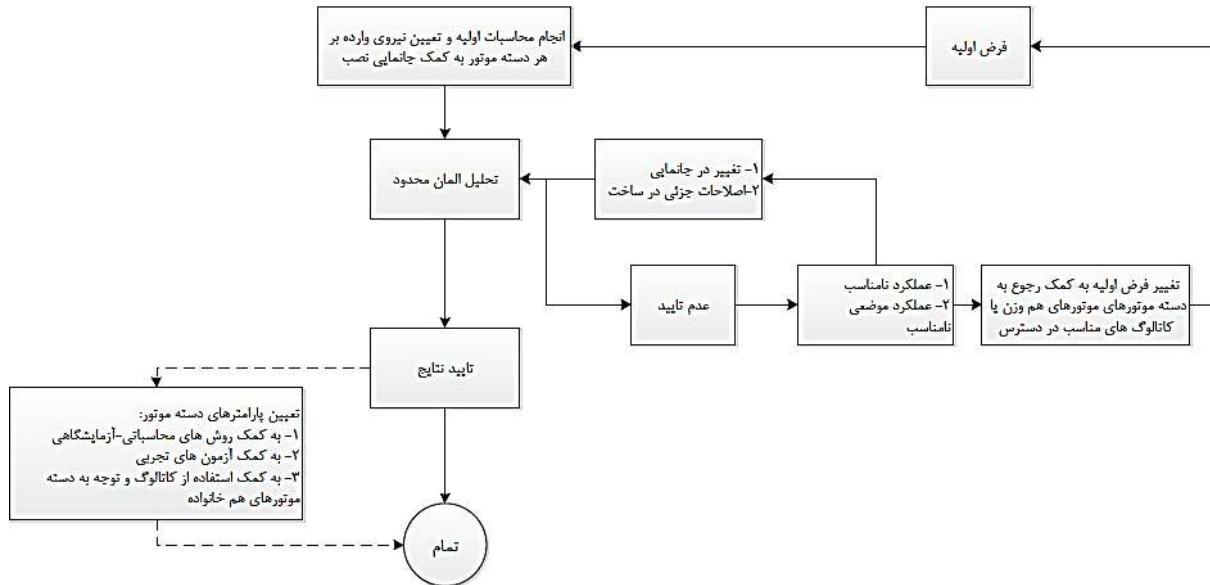 فرض اولیه
انجام محاسبات اولیه و تعیین نیروی وارده بر
هر دسته موتور به کمک جانمایی نصب
تحلیل المان محدود
۱- تغییر در جانمایی
۲-اصلاحات جزئی در ساخت
عدم تایید
۱- عملکرد نامناسب
۲- عملکرد موضعی
نامناسب
تغییر فرض اولیه به کمک رجوع به
دسته موتورهای موتورهای هم وزن یا
کاتالوگ های مناسب در دسترس
تایید نتایج
تعیین پارامترهای دسته موتور:
۱- به کمک روش های محاسباتی-آزمایشگاهی
۲- به کمک آزمون های تجربی
۳- به کمک استفاده از کاتالوگ و توجه به دسته
موتورهای هم خانواده
تمام